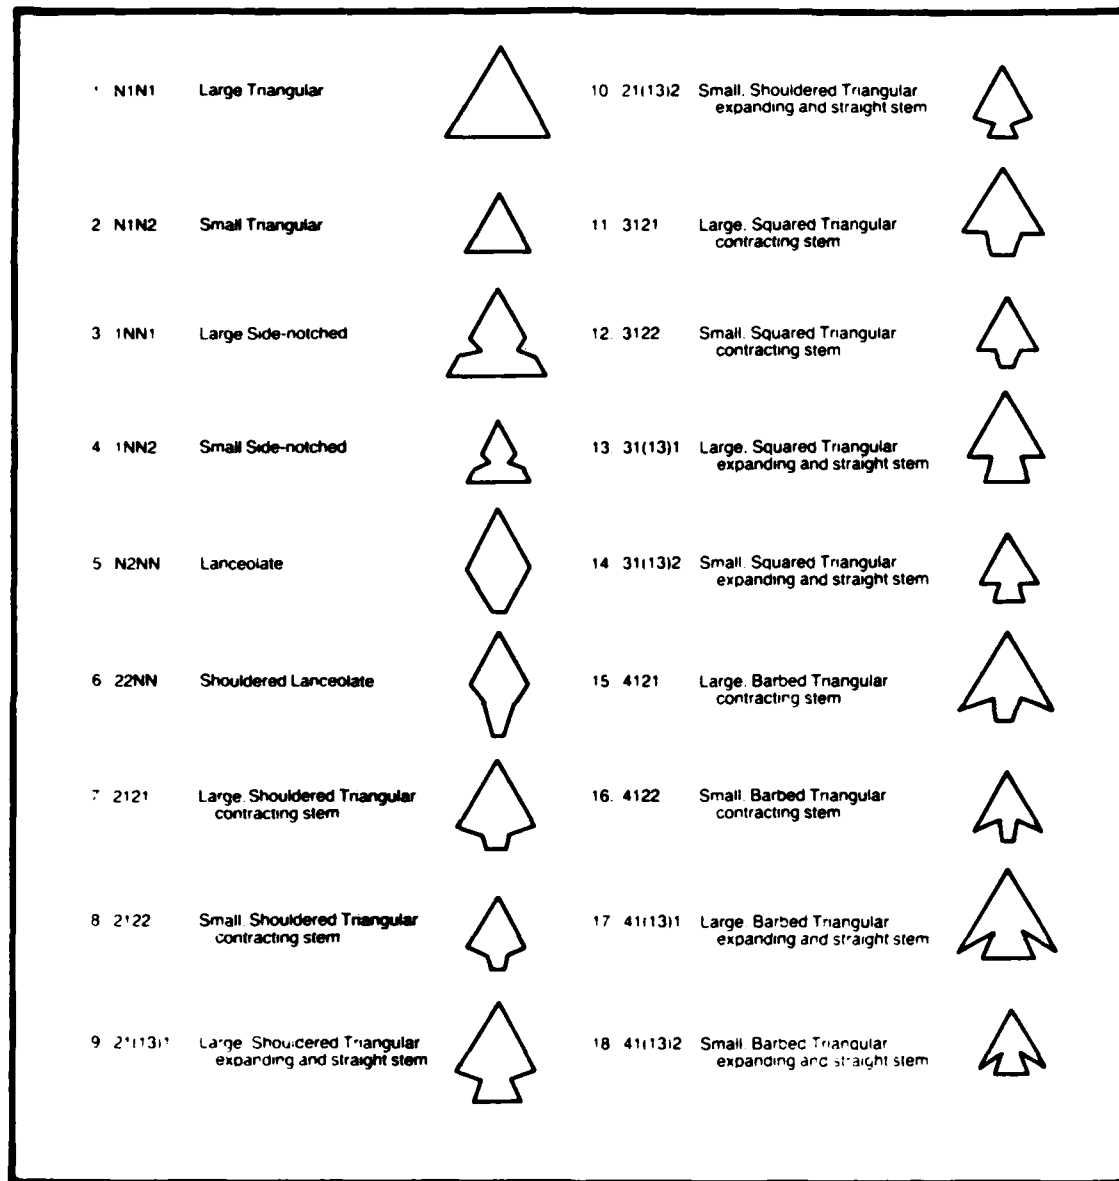 1 N1N1 Large Triangular
2 N1N2 Small Triangular
3 1NN1 Large Side-notched
4 1NN2 Small Side-notched
5 N2NN Lanceolate
6 22NN Shouldered Lanceolate
7 2121 Large. Shouldered Triangular
contracting stem
8 2122 Small. Shouldered Triangular
contracting stem
9 21(13)1 Large. Shouldered Triangular
expanding and straight stem
10 21(13)2 Small. Shouldered Triangular
expanding and straight stem
11 3121 Large. Squared Triangular
contracting stem
12. 3122 Small. Squared Triangular
contracting stem
13 31(13)1 Large. Squared Triangular
expanding and straight stem
14 31(13)2 Small. Squared Triangular
expanding and straight stem
15 4121 Large. Barbed Triangular
contracting stem
16. 4122 Small. Barbed Triangular
contracting stem
17 41(13)1 Large. Barbed Triangular
expanding and straight stem
18 41(13)2 Small. Barbed Triangular
expanding and straight stem